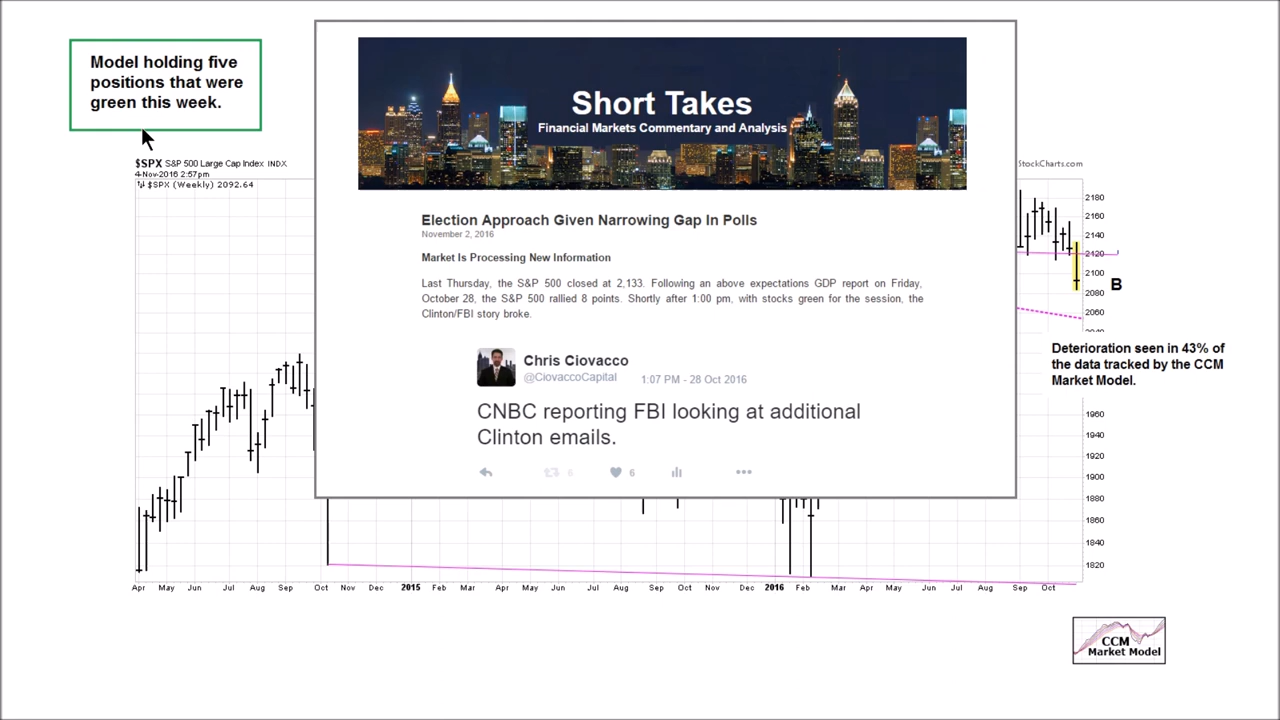 Model holding five
positions that were
green this week.
Short Takes
Financial Markets Commentary and Analysis
$SPX S&P 500 Large Cap Index INDX
4-Nov-2016 2:57pm
$SPX (Weekly) 2092.64
StockCharts.com
Election Approach Given Narrowing Gap In Polls
November 2, 2016
Market Is Processing New Information
Last Thursday, the S&P 500 closed at 2,133. Following an above expectations GDP report on Friday,
October 28, the S&P 500 rallied 8 points. Shortly after 1:00 pm, with stocks green for the session, the
Clinton/FBI story broke.
Chris Ciovacco
@CiovaccoCapital 1:07 PM - 28 Oct 2016
CNBC reporting FBI looking at additional
Clinton emails.
6 6
2180
2160
2140
2120
2100
2080
2060
2040
B
Deterioration seen in 43% of
the data tracked by the CCM
Market Model.
1960
1940
1920
1900
1880
1860
1840
1820
Apr May Jun Jul Aug Sep Oct Nov Dec 2015 Feb Mar Apr May Jun Jul Aug Sep Oct Nov Dec 2016 Feb Mar Apr May Jun Jul Aug Sep Oct
CCM
Market Model